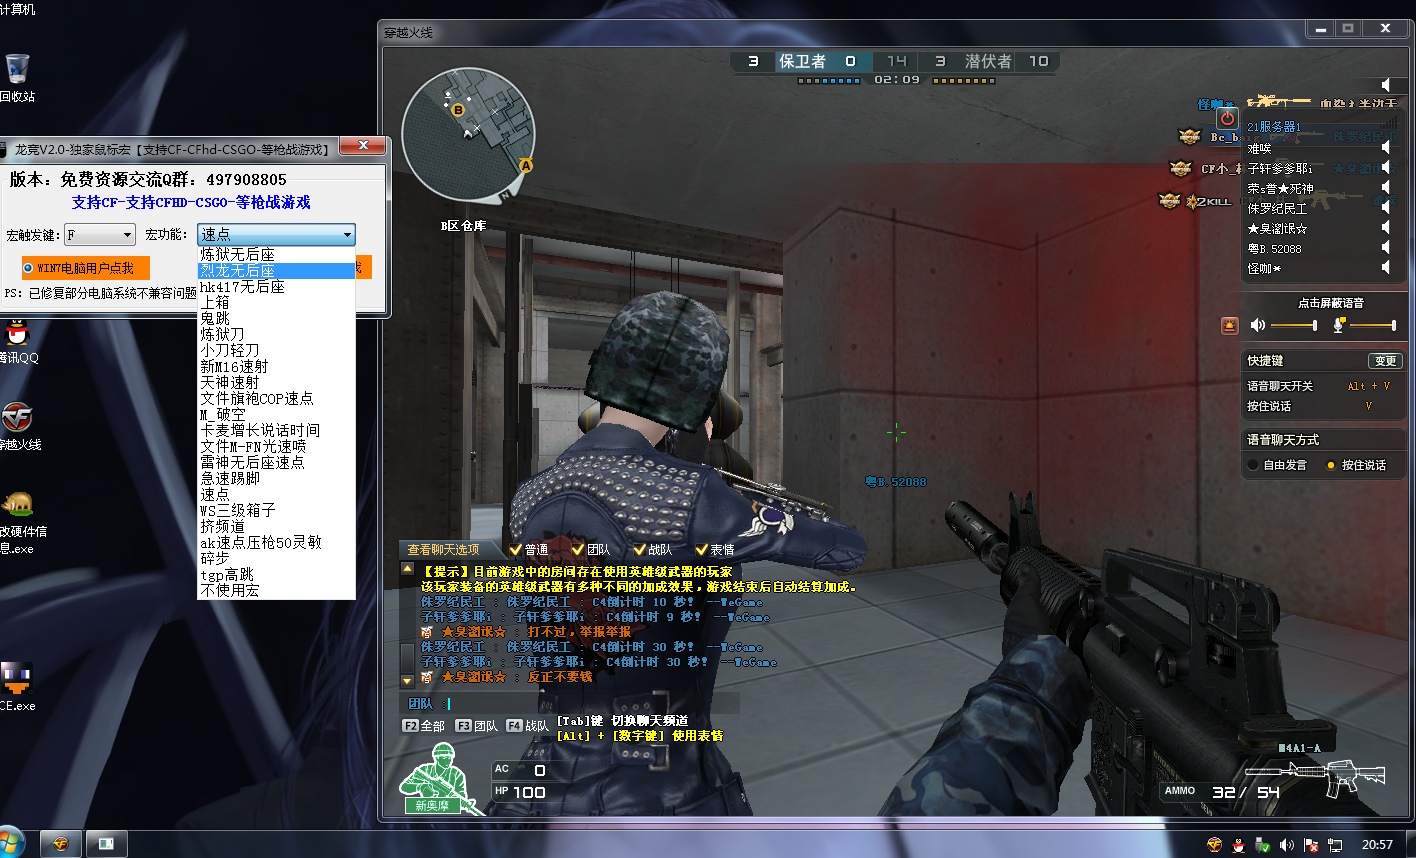 计算机
回收站
龙竞V2.0-独家鼠标宏【支持CF-CFhd-CSGO-等枪战游戏】
版本: 免费资源交流Q群: 497908805
支持CF-支持CFHD-CSGO-等枪战游戏
宏触发键: F
宏功能: 速点
WIN7电脑用户点我
我
PS: 已修复部分电脑系统不兼容问题
炼狱无后座
烈龙无后座
hk417无后座
上箱
鬼跳
炼狱刀
小刀轻刀
新M16速射
天神速射
文件旗袍COP速点
M_破空
卡麦增长说话时间
文件M-FN光速喷
雷神无后座速点
急速踢脚
速点
WS三级箱子
挤频道
ak速点压枪50灵敏
碎步
tgp高跳
不使用宏
腾讯QQ
穿越火线
改硬件信
息.exe
CE.exe
穿越火线
3 保卫者 0 14 3 潜伏者 10
02:09
B
A
N
B区仓库
怪咖*
CF小_
2KILL
21服务器1
难唉
子轩爹爹耶i
荣s誉★死神
侏罗纪民工
★臭瀏氓☆
粤B.52088
怪咖*
点击屏蔽语音
快捷键 变更
语音聊天开关 Alt + V
按住说话 V
语音聊天方式
自由发言 按住说话
粤B.52088
查看聊天选项 普通 团队 战队 表情
【提示】目前游戏中的房间存在使用英雄级武器的玩家
该玩家装备的英雄级武器有多种不同的加成效果，游戏结束后自动结算加成。
侏罗纪民工 : 侏罗纪民工 : C4倒计时 10 秒! --WeGame
子轩爹爹耶i : 子轩爹爹耶i : C4倒计时 9 秒! --WeGame
★臭瀏氓☆ : 打不过，举报举报
侏罗纪民工 : 侏罗纪民工 : C4倒计时 30 秒! --WeGame
子轩爹爹耶i : 子轩爹爹耶i : C4倒计时 30 秒! --WeGame
★臭瀏氓☆ : 反正不要钱
团队 :
F2 全部 F3 团队 F4 战队
[Tab]键 切换聊天频道
[Alt] + [数字键] 使用表情
新奥摩
AC 0
HP 100
M4A1-A
AMMO 32/ 54
20:57